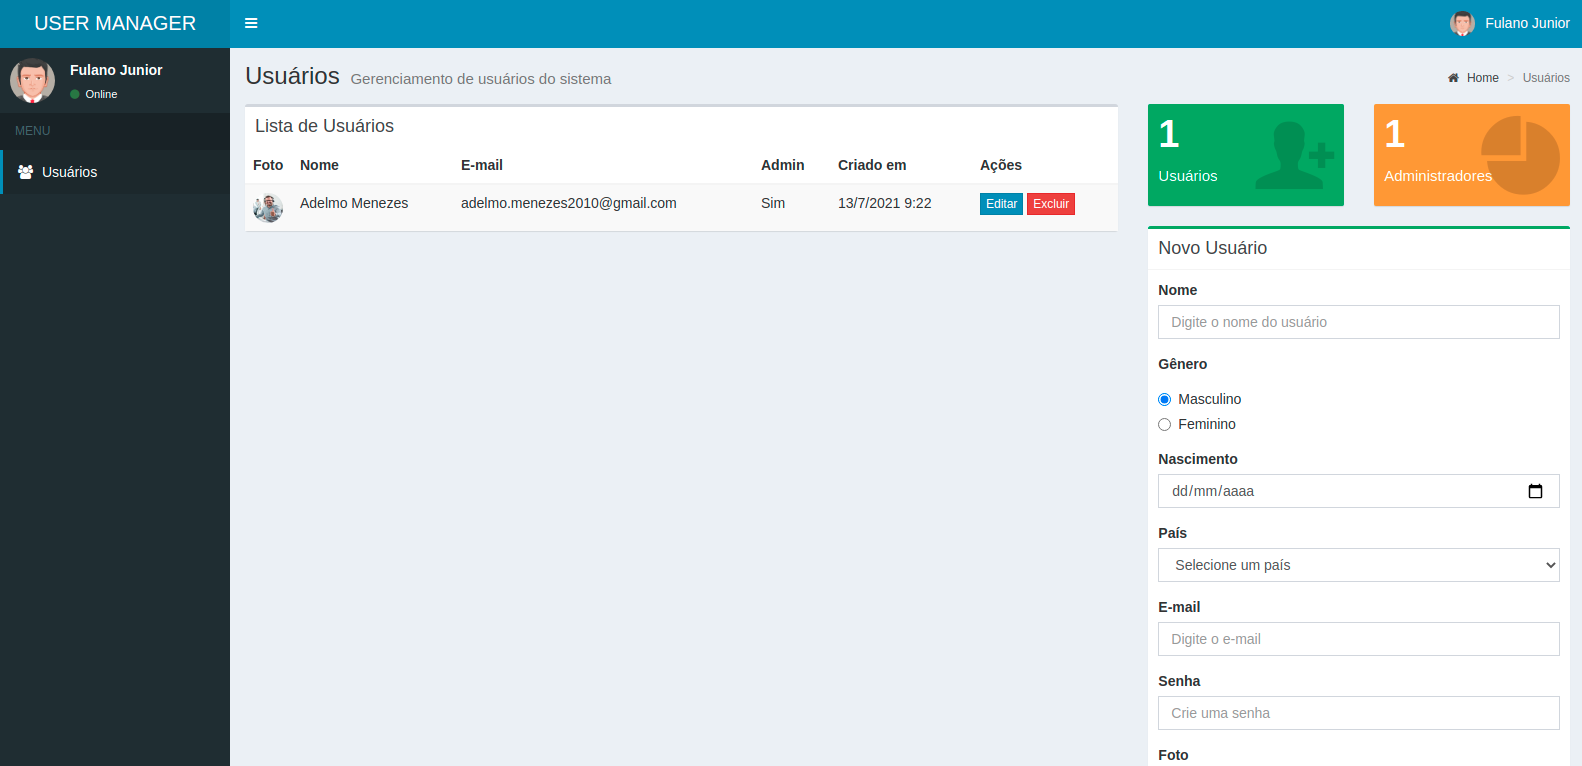 USER MANAGER
Fulano Junior
Fulano Junior
Online
MENU
Usuários
Usuários Gerenciamento de usuários do sistema
Home > Usuários
Lista de Usuários
Foto Nome E-mail Admin Criado em Ações
Adelmo Menezes adelmo.menezes2010@gmail.com Sim 13/7/2021 9:22 Editar Excluir
1
Usuários
1
Administradores
Novo Usuário
Nome
Digite o nome do usuário
Gênero
Masculino
Feminino
Nascimento
dd/mm/aaaa
País
Selecione um país
E-mail
Digite o e-mail
Senha
Crie uma senha
Foto